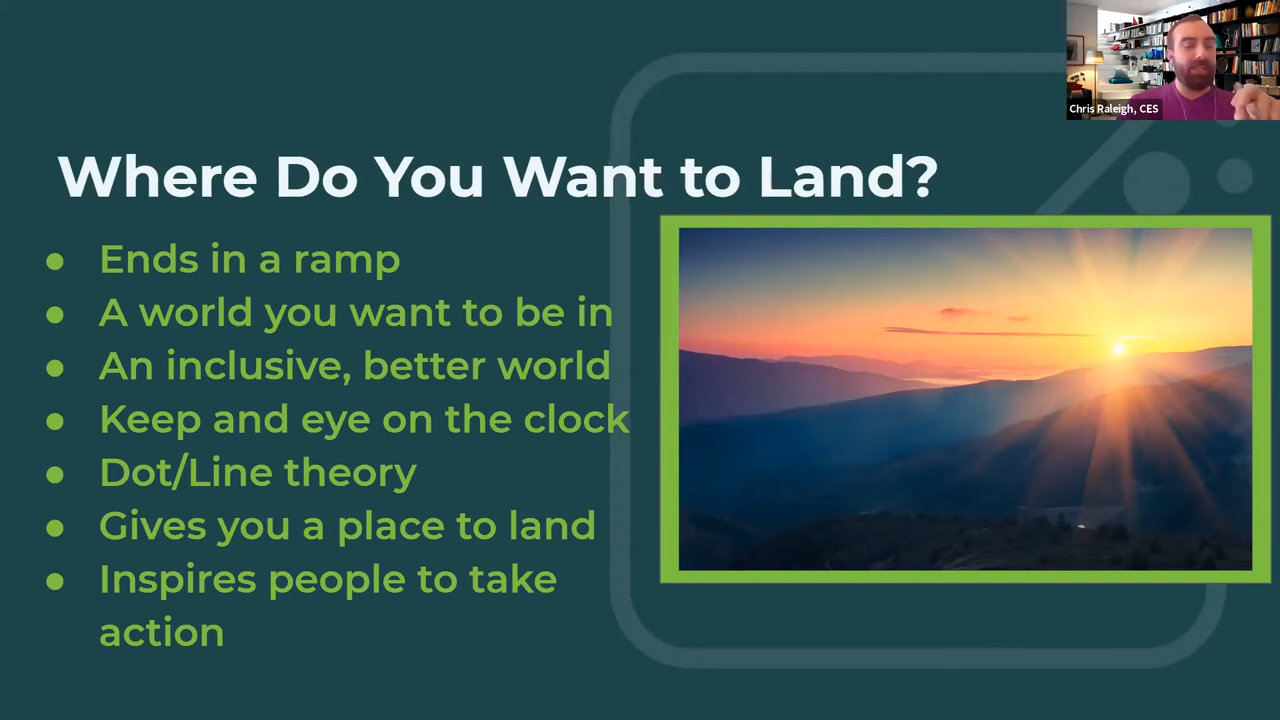 Chris Raleigh, CES
Where Do You Want to Land?
● Ends in a ramp
● A world you want to be in
● An inclusive, better world
● Keep and eye on the clock
● Dot/Line theory
● Gives you a place to land
● Inspires people to take
action